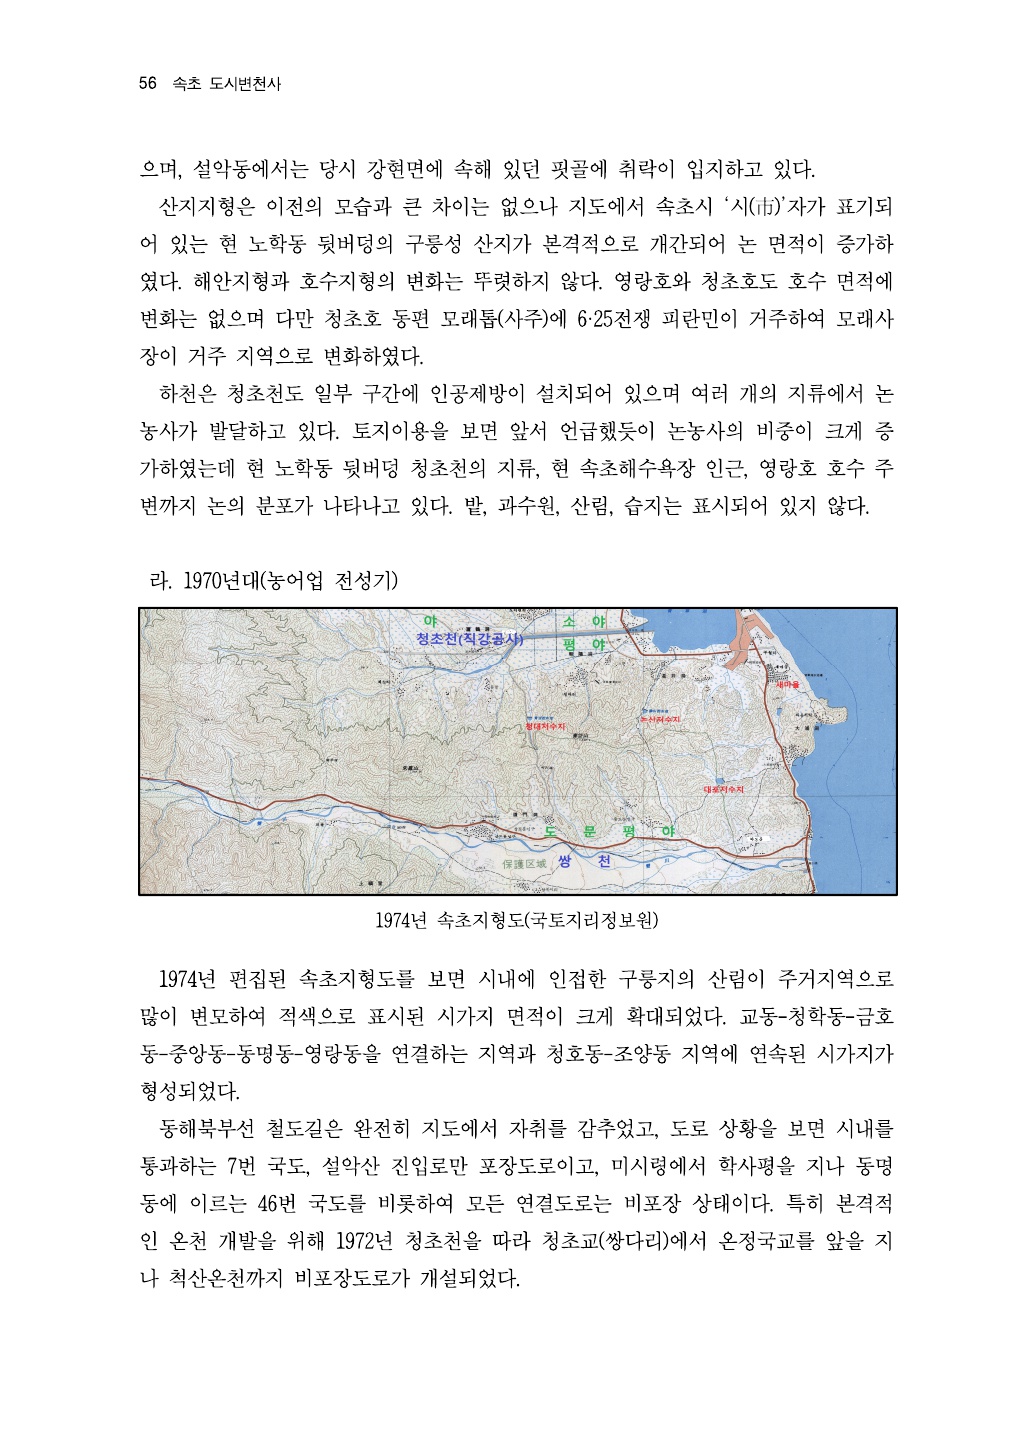 56 속초 도시변천사
으며, 설악동에서는 당시 강현면에 속해 있던 핏골에 취락이 입지하고 있다.
산지지형은 이전의 모습과 큰 차이는 없으나 지도에서 속초시 ‘시(市)’자가 표기되
어 있는 현 노학동 뒷버덩의 구릉성 산지가 본격적으로 개간되어 논 면적이 증가하
였다. 해안지형과 호수지형의 변화는 뚜렷하지 않다. 영랑호와 청초호도 호수 면적에
변화는 없으며 다만 청초호 동편 모래톱(사주)에 6·25전쟁 피란민이 거주하여 모래사
장이 거주 지역으로 변화하였다.
하천은 청초천도 일부 구간에 인공제방이 설치되어 있으며 여러 개의 지류에서 논
농사가 발달하고 있다. 토지이용을 보면 앞서 언급했듯이 논농사의 비중이 크게 증
가하였는데 현 노학동 뒷버덩 청초천의 지류, 현 속초해수욕장 인근, 영랑호 호수 주
변까지 논의 분포가 나타나고 있다. 밭, 과수원, 산림, 습지는 표시되어 있지 않다.
라. 1970년대(농어업 전성기)
야 소 야
청초천(직강공사)
평 야
새마을
청대저수지
논산저수지
대포저수지
도 문 평 야
保護区域 쌍 천
1974년 속초지형도(국토지리정보원)
1974년 편집된 속초지형도를 보면 시내에 인접한 구릉지의 산림이 주거지역으로
많이 변모하여 적색으로 표시된 시가지 면적이 크게 확대되었다. 교동-청학동-금호
동-중앙동-동명동-영랑동을 연결하는 지역과 청호동-조양동 지역에 연속된 시가지가
형성되었다.
동해북부선 철도길은 완전히 지도에서 자취를 감추었고, 도로 상황을 보면 시내를
통과하는 7번 국도, 설악산 진입로만 포장도로이고, 미시령에서 학사평을 지나 동명
동에 이르는 46번 국도를 비롯하여 모든 연결도로는 비포장 상태이다. 특히 본격적
인 온천 개발을 위해 1972년 청초천을 따라 청초교(쌍다리)에서 온정국교를 앞을 지
나 척산온천까지 비포장도로가 개설되었다.